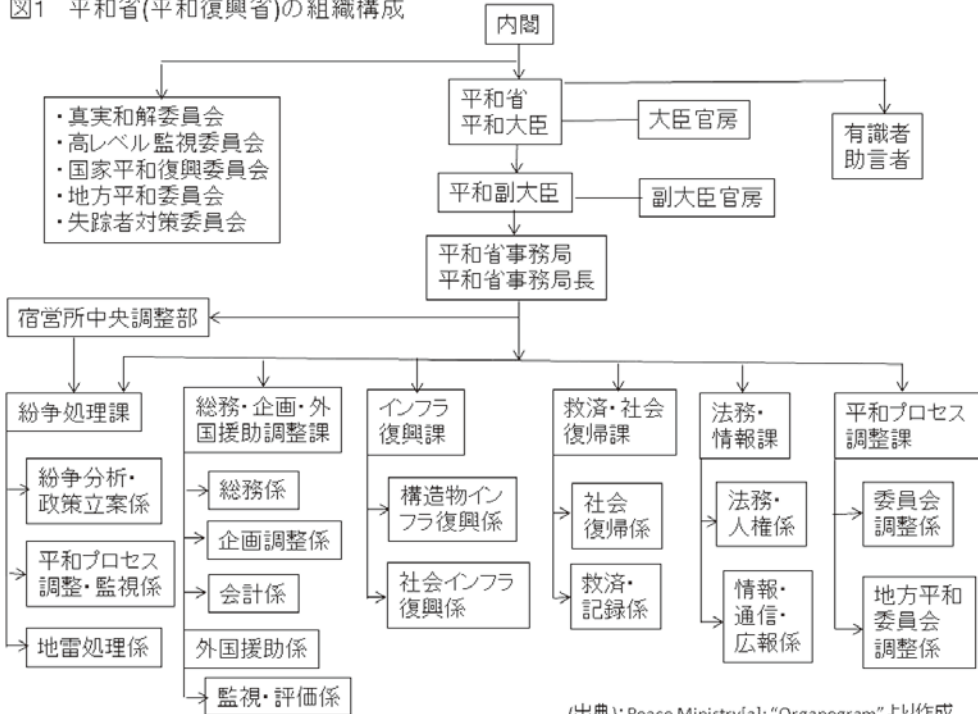 図1 平和省(平和復興省)の組織構成
内閣
・真実和解委員会
・高レベル監視委員会
・国家平和復興委員会
・地方平和委員会
・失踪者対策委員会
平和省
平和大臣
大臣官房
有識者
助言者
平和副大臣
副大臣官房
平和省事務局
平和省事務局長
宿営所中央調整部
紛争処理課
紛争分析・
政策立案係
平和プロセス
調整・監視係
地雷処理係
総務・企画・外
国援助調整課
総務係
企画調整係
会計係
外国援助係
監視・評価係
インフラ
復興課
構造物イン
フラ復興係
社会インフラ
復興係
救済・社会
復帰課
社会
復帰係
救済・
記録係
法務・
情報課
法務・
人権係
情報・
通信・
広報係
平和プロセス
調整課
委員会
調整係
地方平和
委員会
調整係
(出典):Peace Ministry[a]: "Organogram"より作成